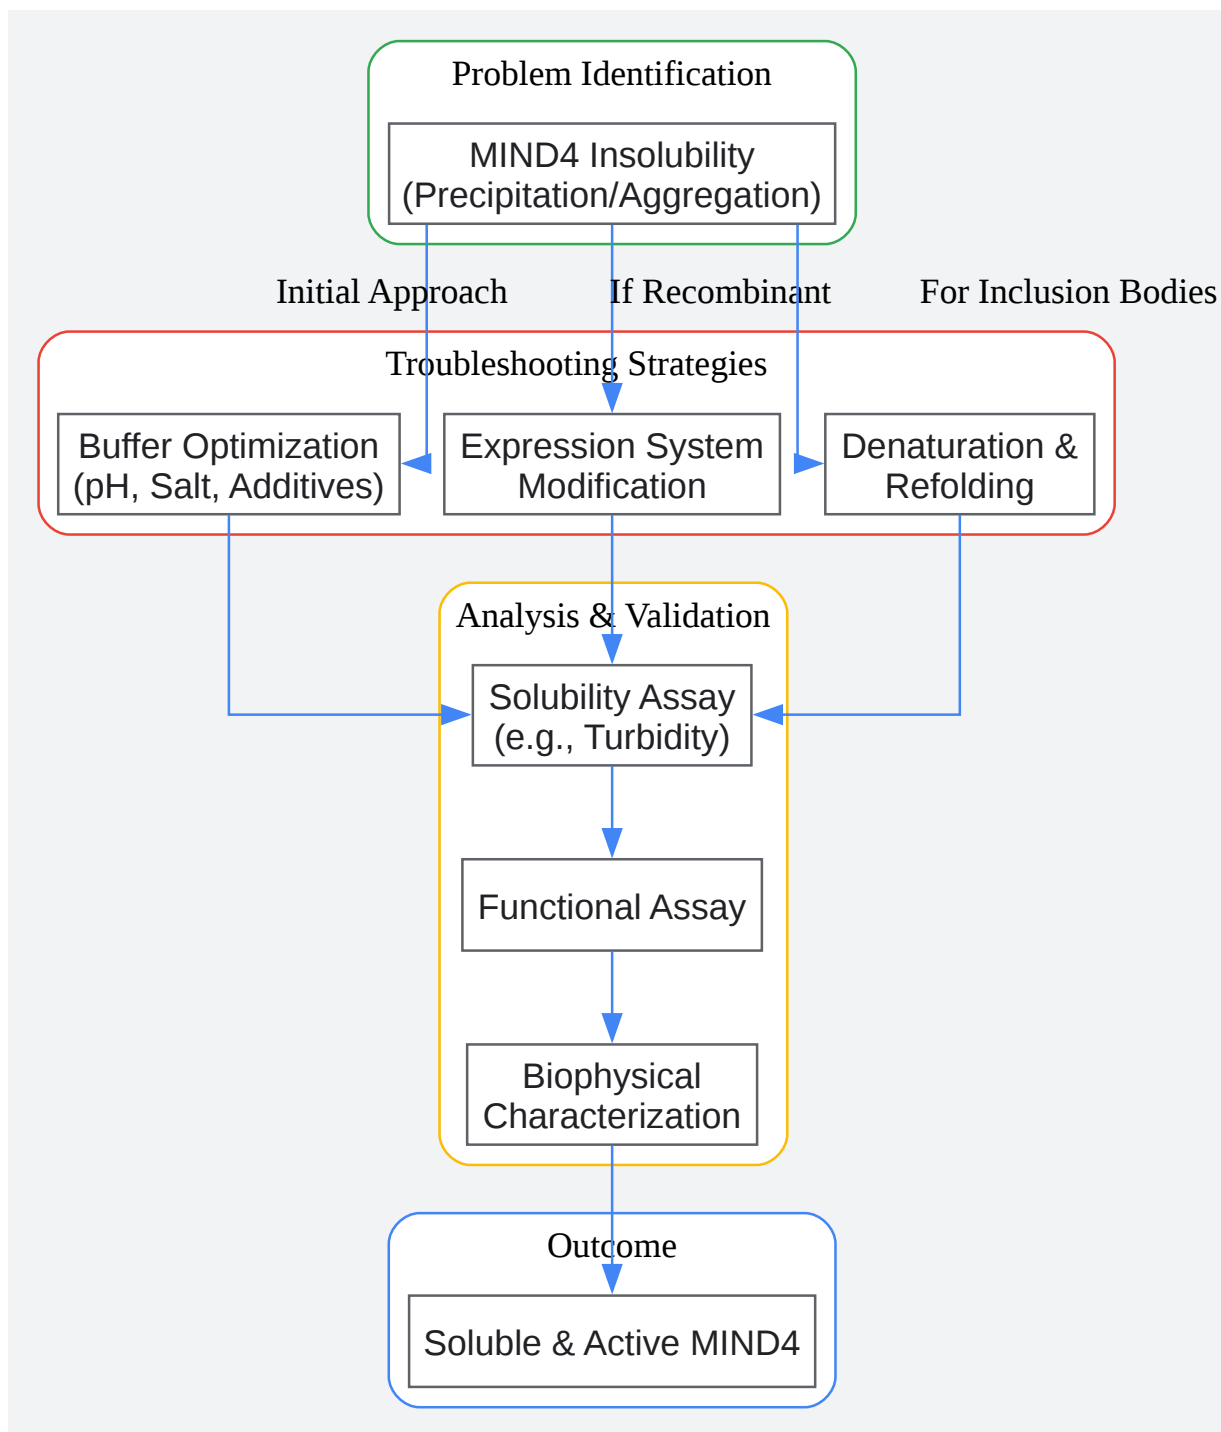 Problem Identification
MIND4 Insolubility
(Precipitation/Aggregation)
Initial Approach
If Recombinant
For Inclusion Bodies
Troubleshooting Strategies
Buffer Optimization
(pH, Salt, Additives)
Expression System
Modification
Denaturation &
Refolding
Analysis & Validation
Solubility Assay
(e.g., Turbidity)
Functional Assay
Biophysical
Characterization
Outcome
Soluble & Active MIND4